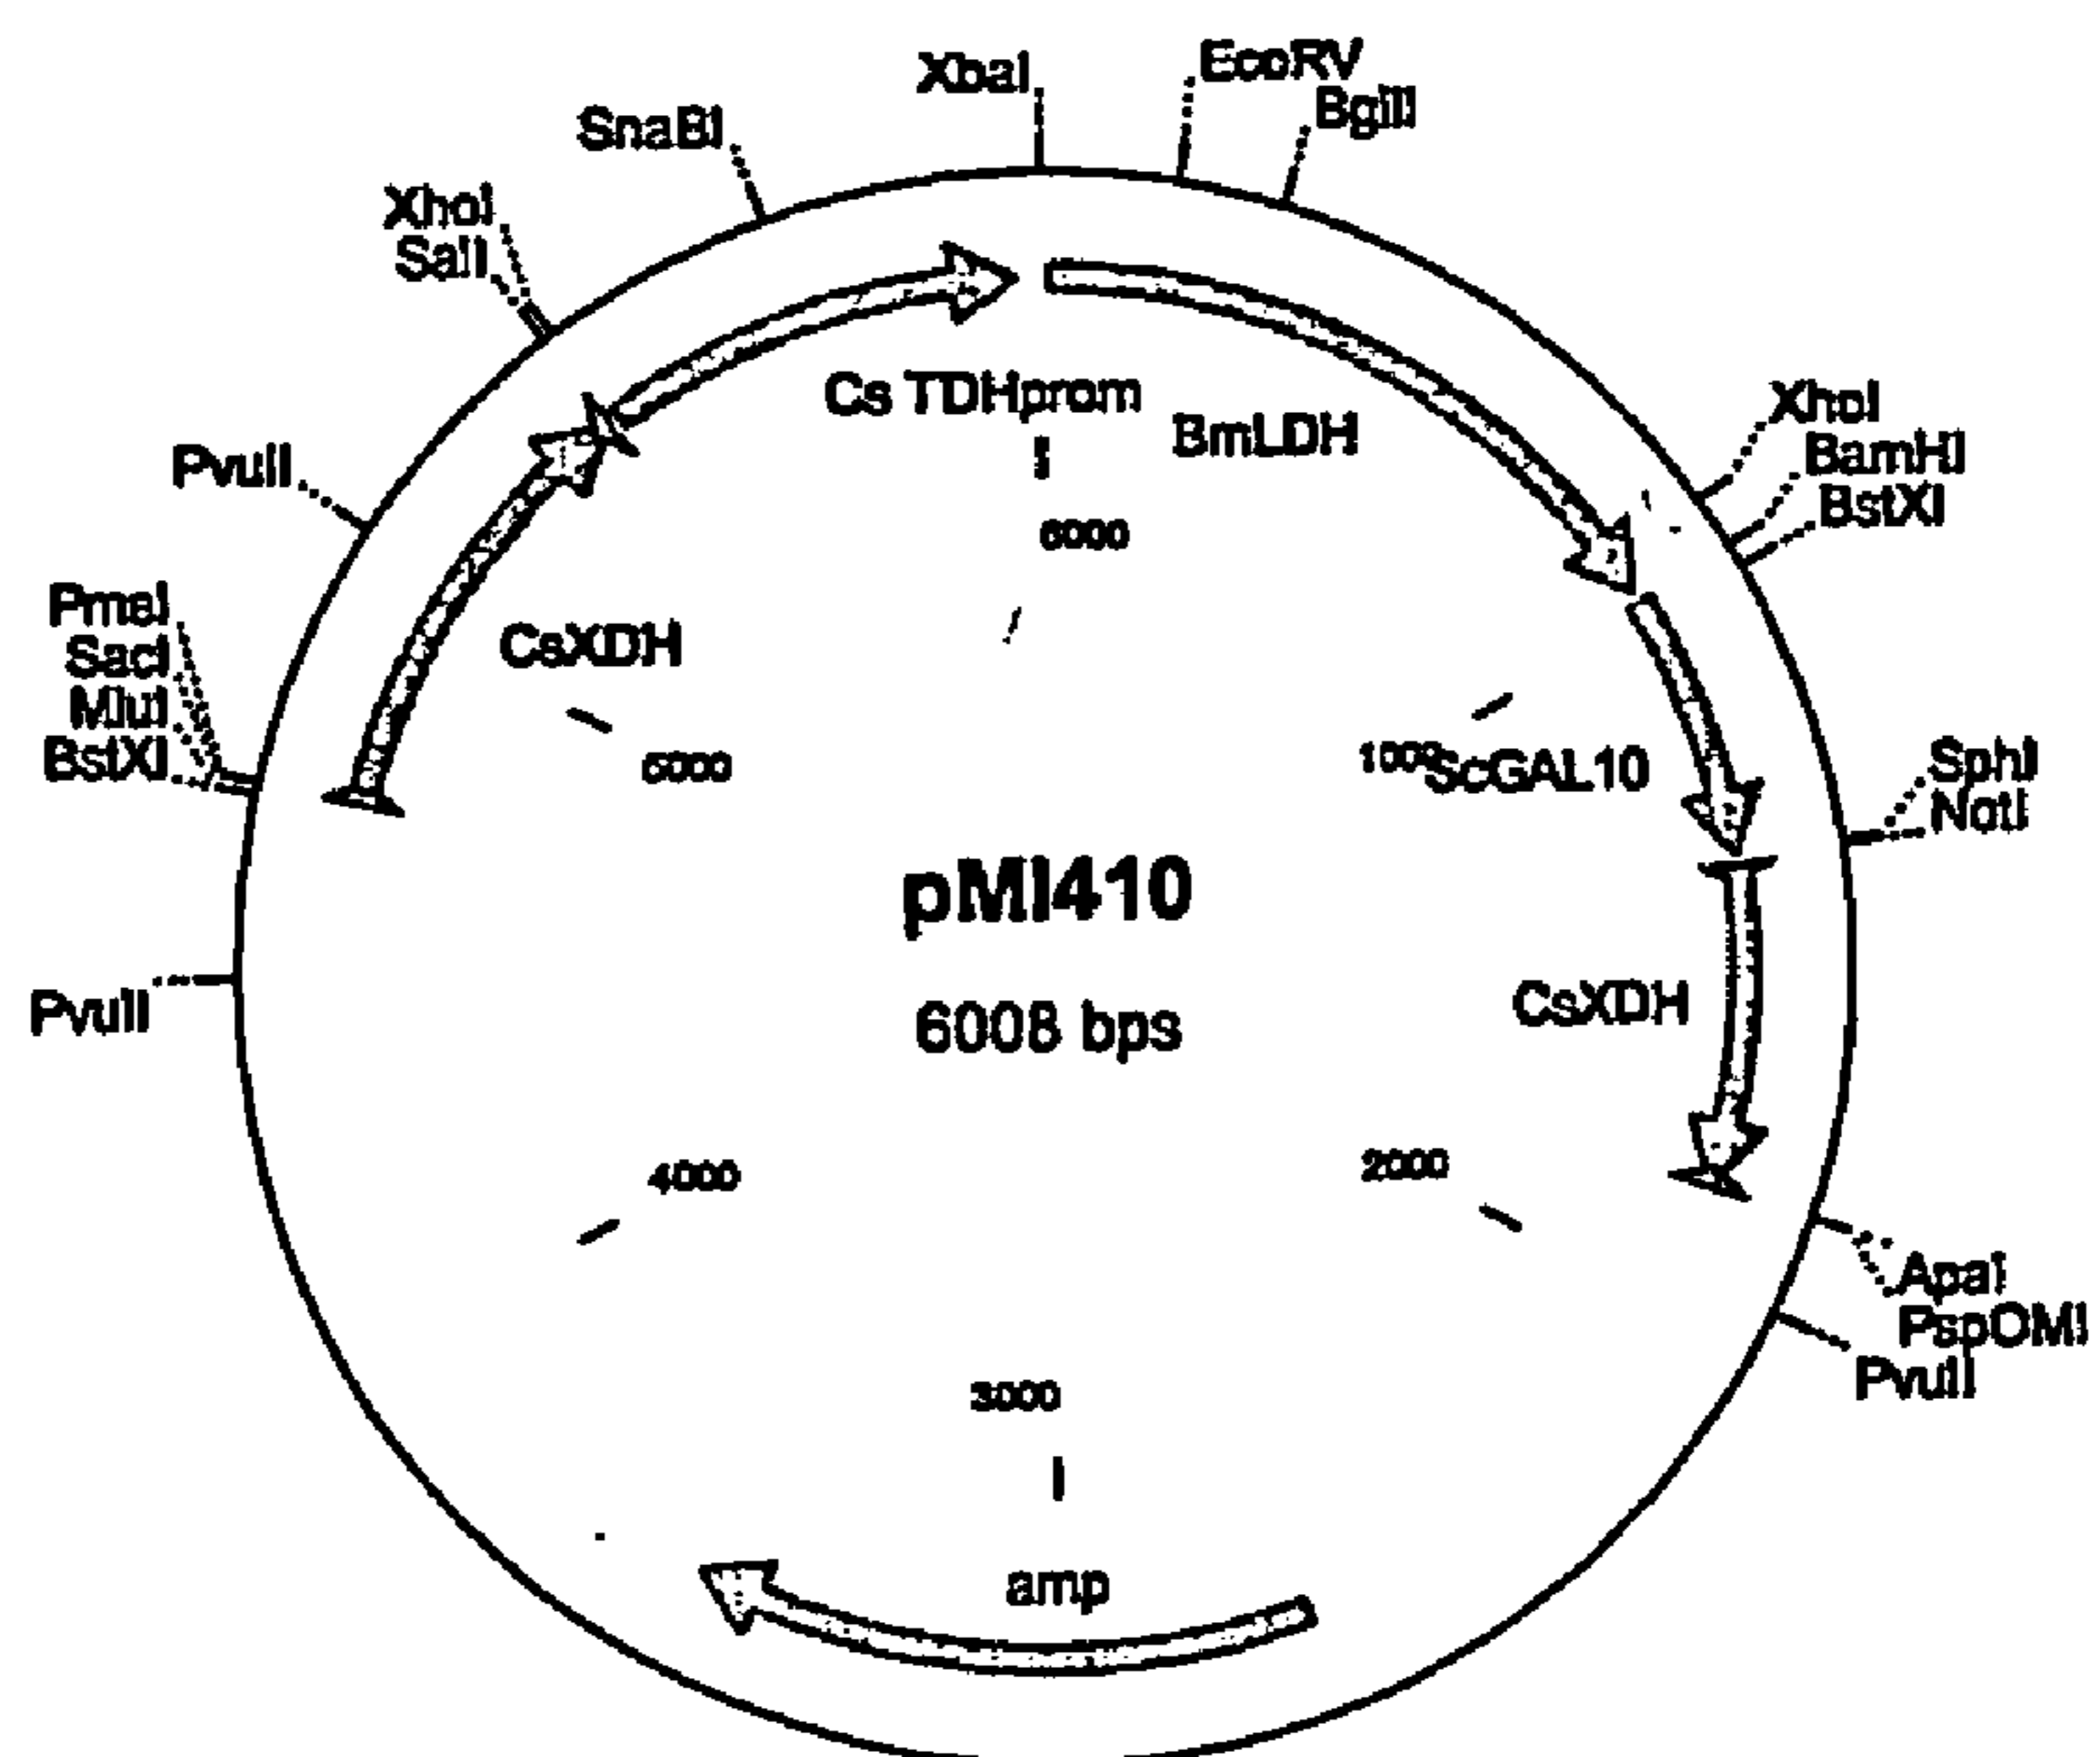 XbaI
EcoRV
BglII
SnaBI
XhoI
SalI
PvuII
PmeI
SacI
MluI
BstXI
PvuII
Cs TDHprom
BmLDH
XhoI
BamHI
BstXI
6000
CsXDH
5000
1000
ScGAL10
SphI
NotI
pMI410
6008 bps
CsXDH
4000
2000
ApaI
PspOMI
PvuII
3000
amp